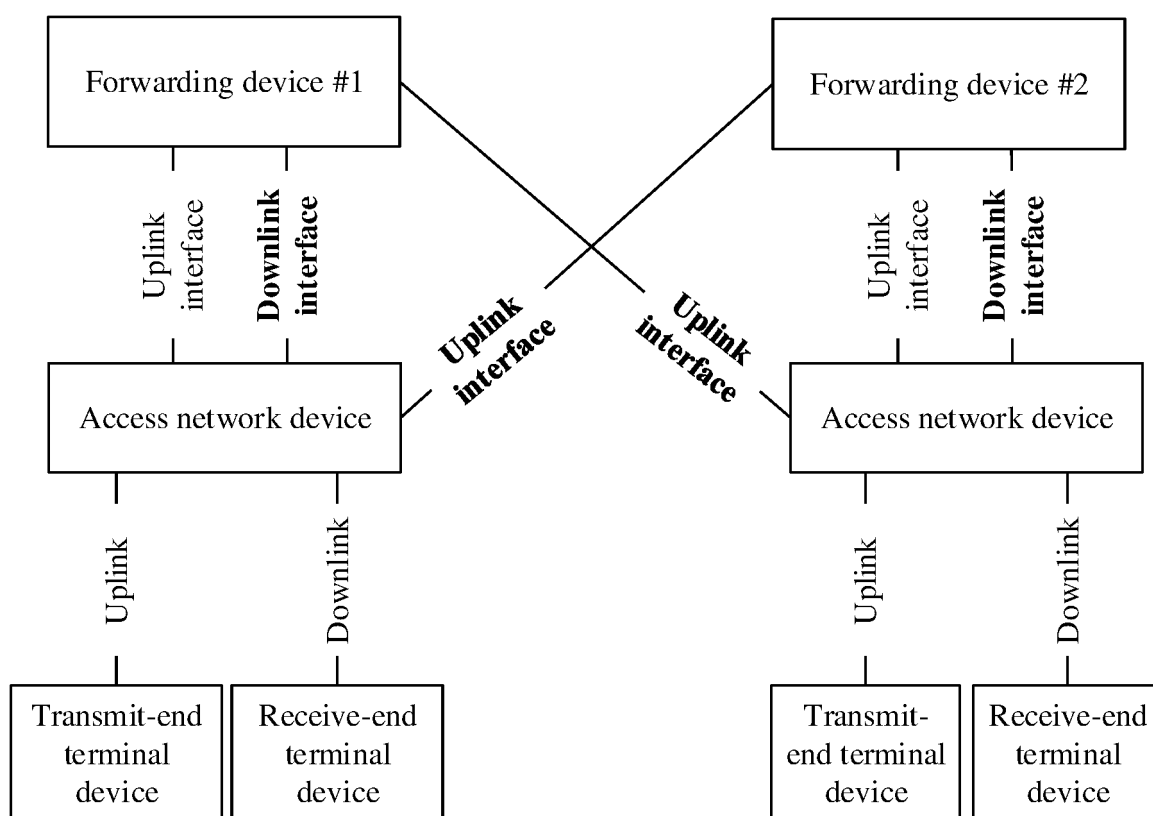 Forwarding device #1
Forwarding device #2
Uplink
interface
Downlink
interface
Uplink
interface
Uplink
interface
Uplink
interface
Downlink
interface
Access network device
Access network device
Uplink
Downlink
Uplink
Downlink
Transmit-end
terminal
device
Receive-end
terminal
device
Transmit-
end terminal
device
Receive-end
terminal
device